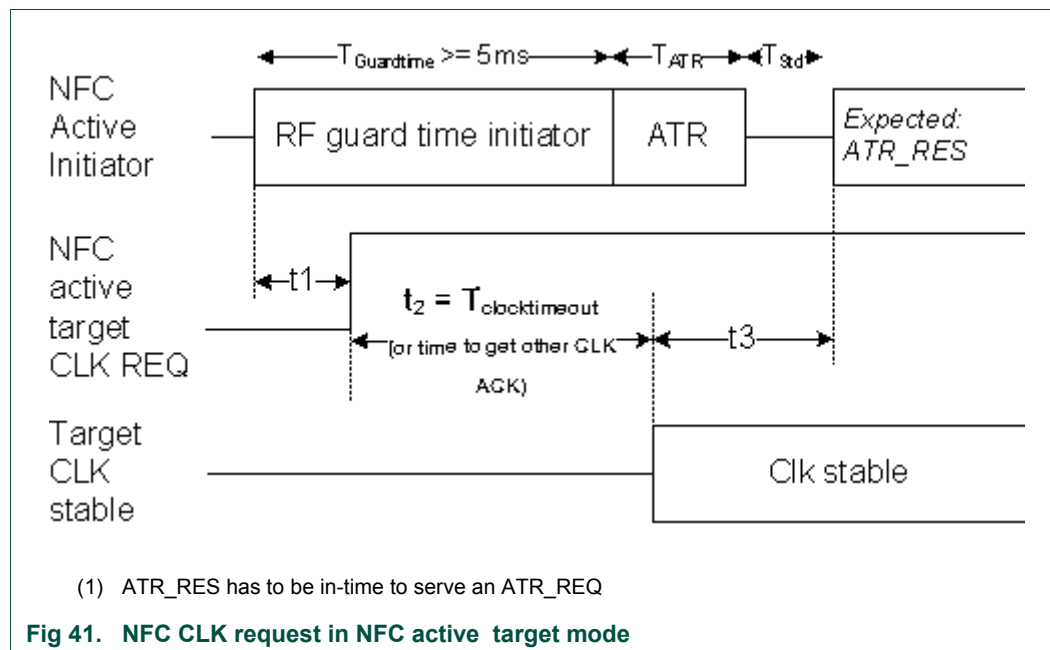 T_Guardtime >= 5ms
T_ATR
T_Std
NFC
Active
Initiator
RF guard time initiator
ATR
Expected:
ATR_RES
NFC
active
target
CLK REQ
t1
t2 = T_clocktimeout
(or time to get other CLK
ACK)
t3
Target
CLK
stable
Clk stable
(1) ATR_RES has to be in-time to serve an ATR_REQ
Fig 41. NFC CLK request in NFC active target mode